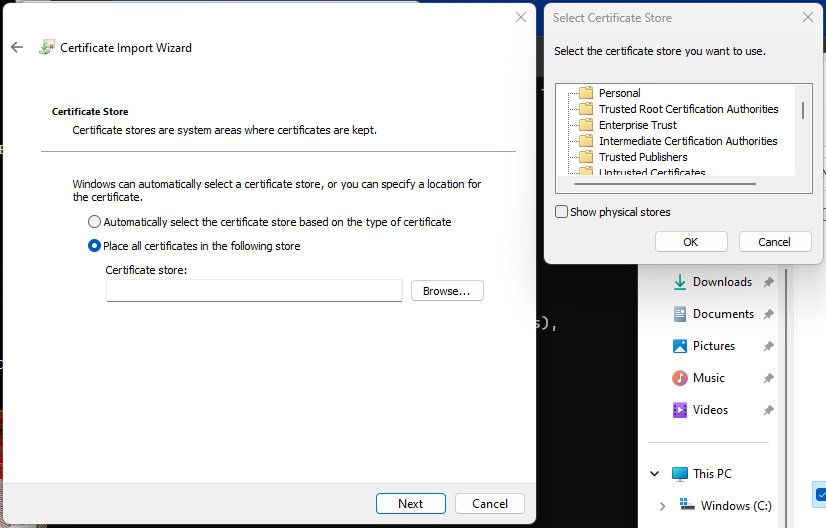 Certificate Import Wizard
Certificate Store
Certificate stores are system areas where certificates are kept.
Windows can automatically select a certificate store, or you can specify a location for
the certificate.
Automatically select the certificate store based on the type of certificate
Place all certificates in the following store
Certificate store:
Browse...
Next
Cancel
Select Certificate Store
Select the certificate store you want to use.
Personal
Trusted Root Certification Authorities
Enterprise Trust
Intermediate Certification Authorities
Trusted Publishers
Untrusted Certificates
Show physical stores
OK
Cancel
s),
Downloads
Documents
Pictures
Music
Videos
This PC
Windows (C:)